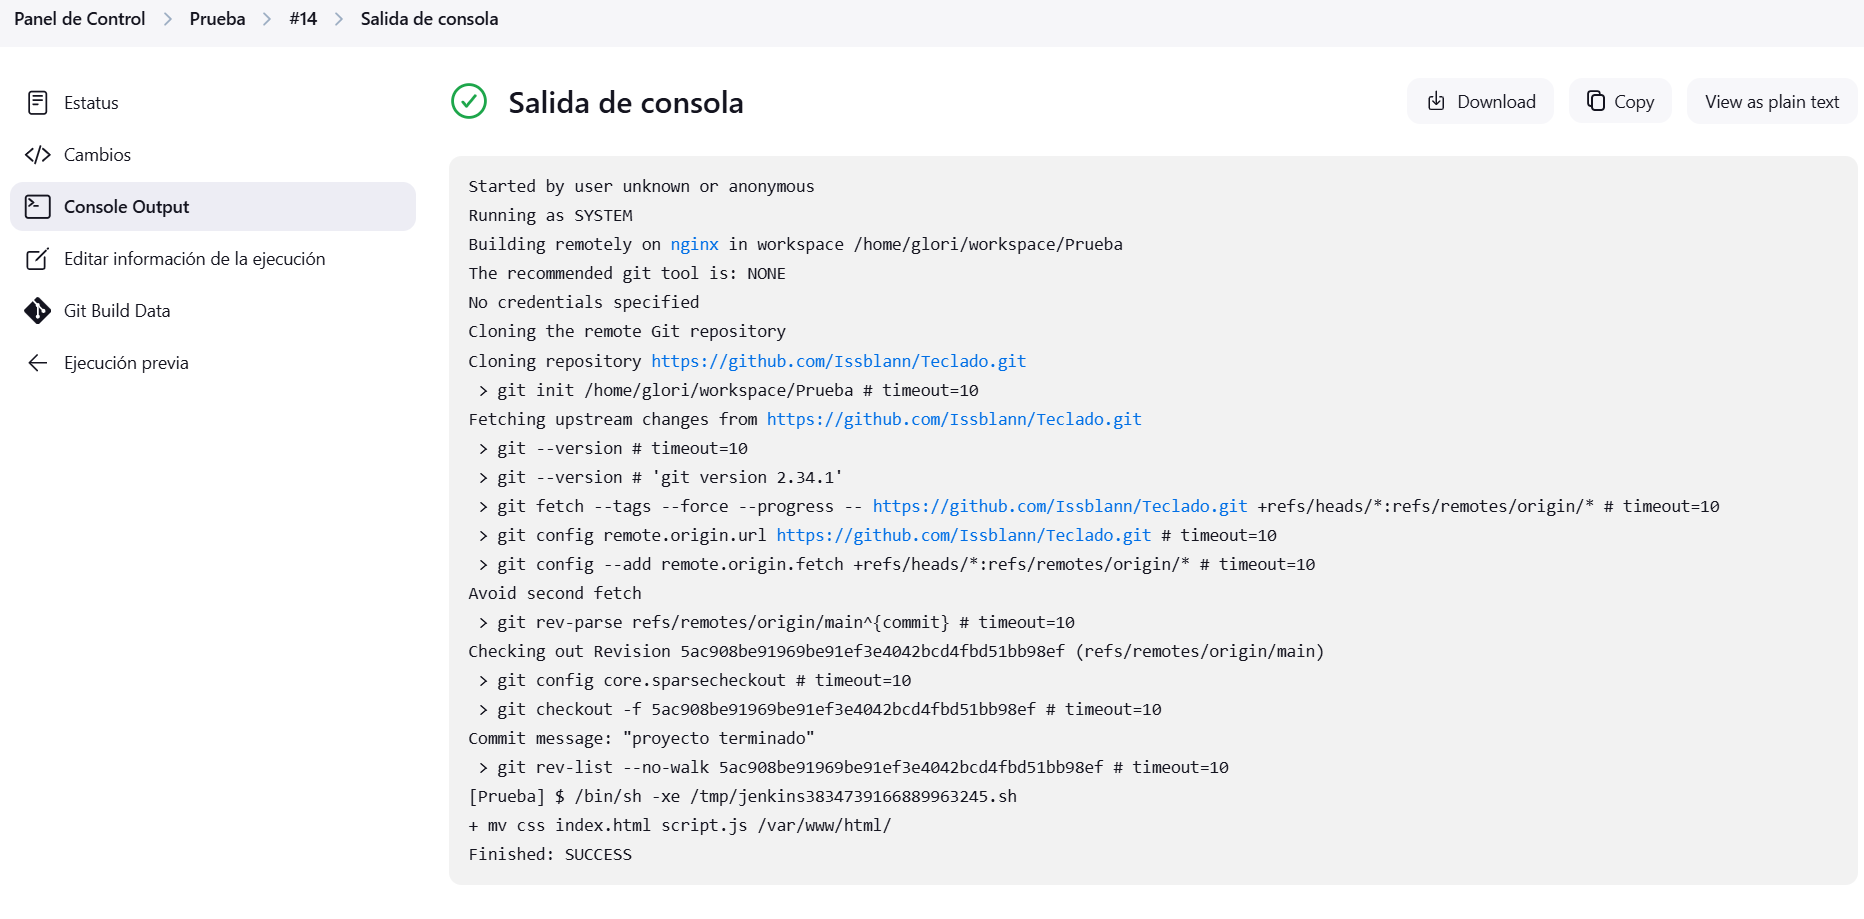 Panel de Control > Prueba > #14 > Salida de consola
Estatus
Cambios
Console Output
Editar información de la ejecución
Git Build Data
Ejecución previa
Salida de consola
Download
Copy
View as plain text
Started by user unknown or anonymous
Running as SYSTEM
Building remotely on nginx in workspace /home/glori/workspace/Prueba
The recommended git tool is: NONE
No credentials specified
Cloning the remote Git repository
Cloning repository https://github.com/Issblann/Teclado.git
 > git init /home/glori/workspace/Prueba # timeout=10
Fetching upstream changes from https://github.com/Issblann/Teclado.git
 > git --version # timeout=10
 > git --version # 'git version 2.34.1'
 > git fetch --tags --force --progress -- https://github.com/Issblann/Teclado.git +refs/heads/*:refs/remotes/origin/* # timeout=10
 > git config remote.origin.url https://github.com/Issblann/Teclado.git # timeout=10
 > git config --add remote.origin.fetch +refs/heads/*:refs/remotes/origin/* # timeout=10
Avoid second fetch
 > git rev-parse refs/remotes/origin/main^{commit} # timeout=10
Checking out Revision 5ac908be91969be91ef3e4042bcd4fbd51bb98ef (refs/remotes/origin/main)
 > git config core.sparsecheckout # timeout=10
 > git checkout -f 5ac908be91969be91ef3e4042bcd4fbd51bb98ef # timeout=10
Commit message: "proyecto terminado"
 > git rev-list --no-walk 5ac908be91969be91ef3e4042bcd4fbd51bb98ef # timeout=10
[Prueba] $ /bin/sh -xe /tmp/jenkins3834739166889963245.sh
+ mv css index.html script.js /var/www/html/
Finished: SUCCESS